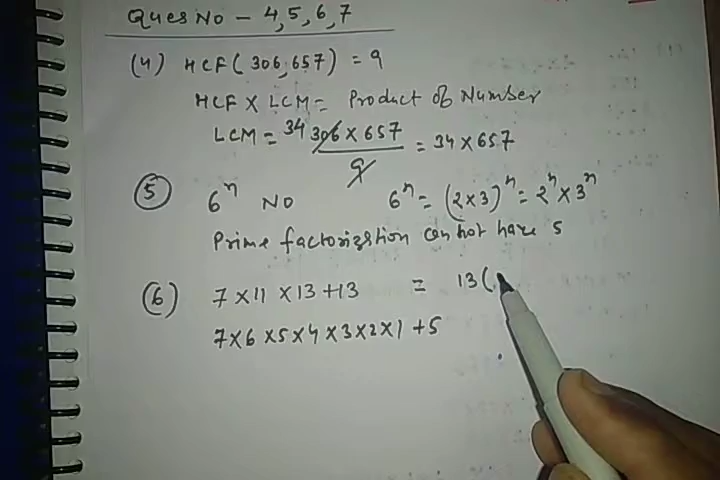 Ques No - 4,5,6,7
(4) HCF(306,657) = 9
HCF X LCM = Product of Number
LCM = 34 306 × 657 / 9 = 34 × 657
(5) 6ⁿ NO 6ⁿ = (2×3)ⁿ = 2ⁿ × 3ⁿ
Prime factorization can not have 5
(6) 7 × 11 × 13 + 13 = 13(
7×6×5×4×3×2×1 + 5